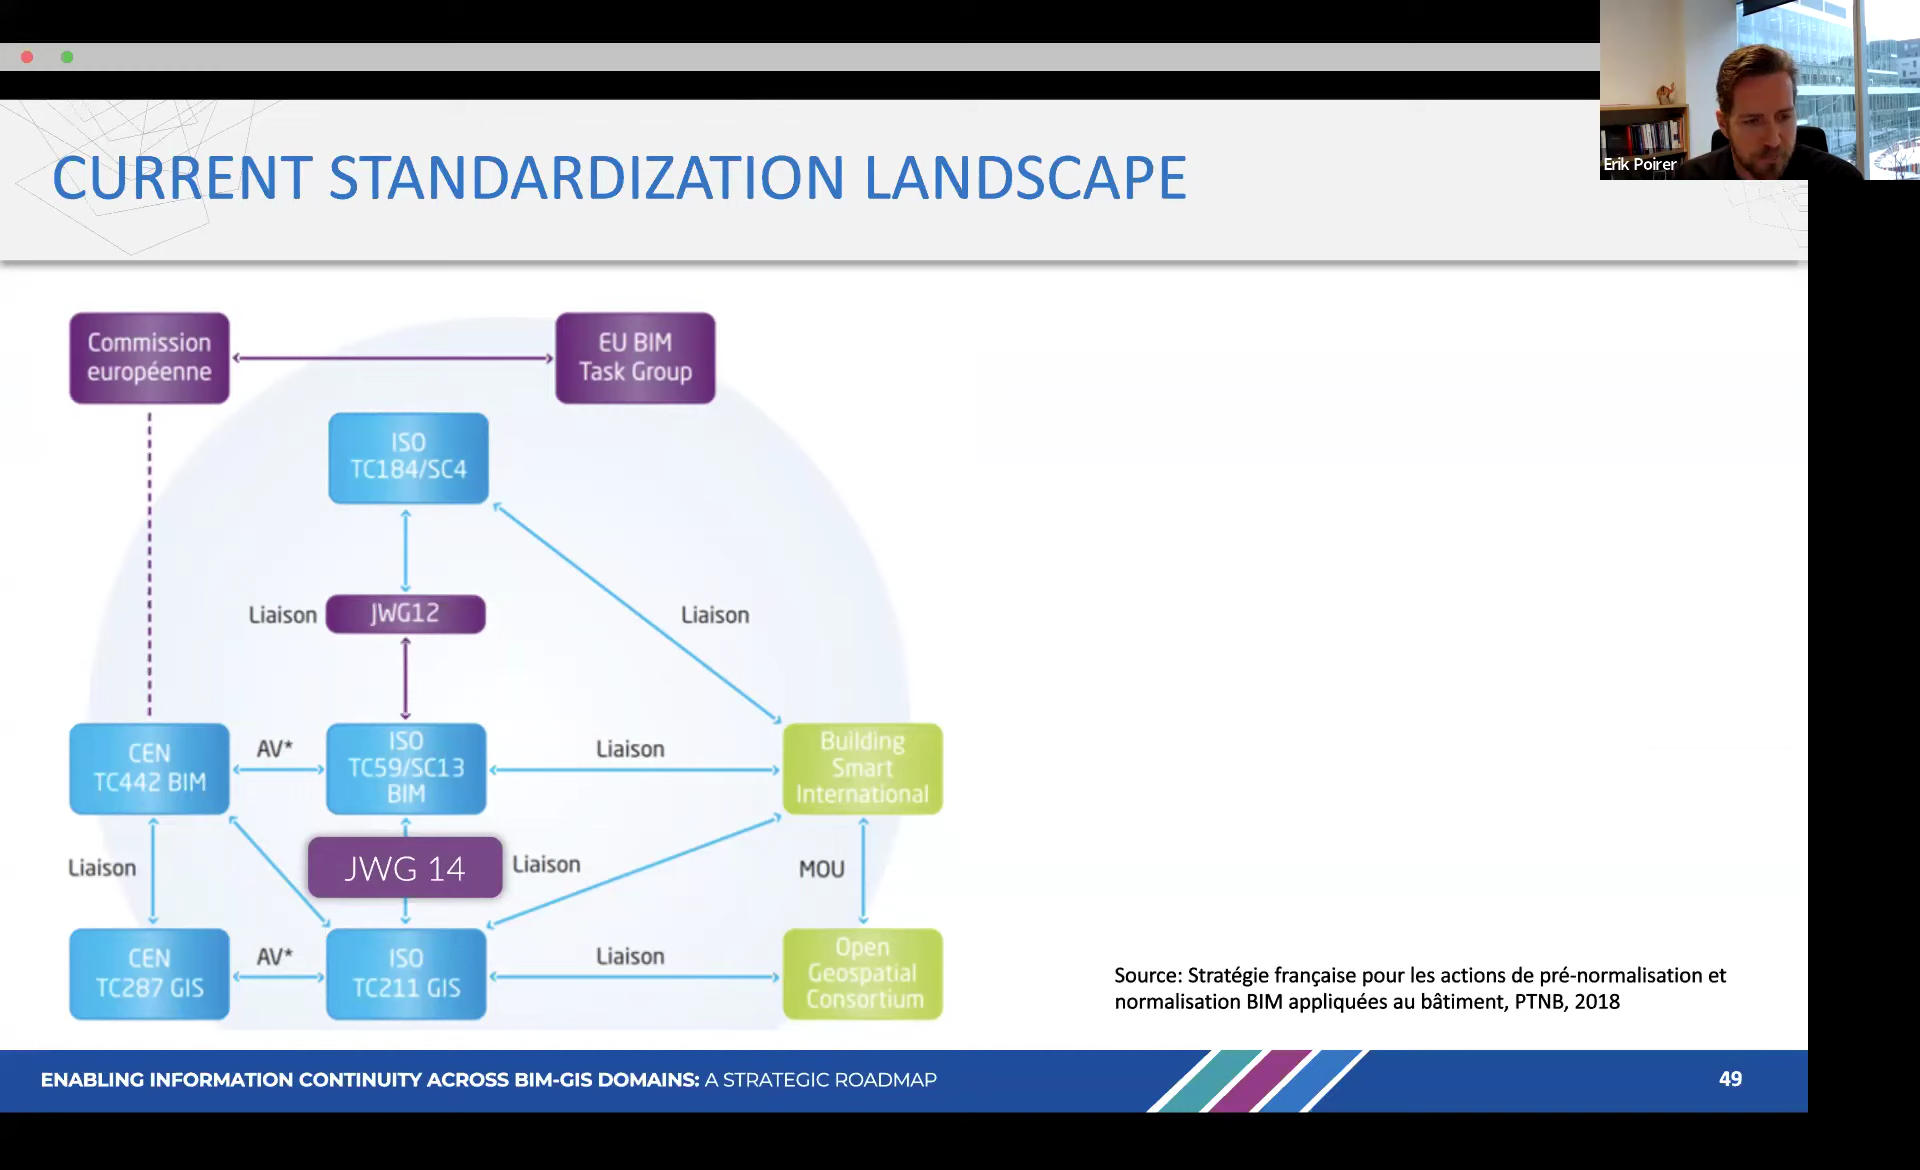 Erik Poirer
CURRENT STANDARDIZATION LANDSCAPE
Commission
européenne
EU BIM
Task Group
ISO
TC184/SC4
Liaison
JWG12
Liaison
CEN
TC442 BIM
AV*
ISO
TC59/SC13
BIM
Liaison
Building
Smart
International
Liaison
JWG 14
Liaison
MOU
CEN
TC287 GIS
AV*
ISO
TC211 GIS
Liaison
Open
Geospatial
Consortium
Source: Stratégie française pour les actions de pré-normalisation et
normalisation BIM appliquées au bâtiment, PTNB, 2018
ENABLING INFORMATION CONTINUITY ACROSS BIM-GIS DOMAINS: A STRATEGIC ROADMAP
49